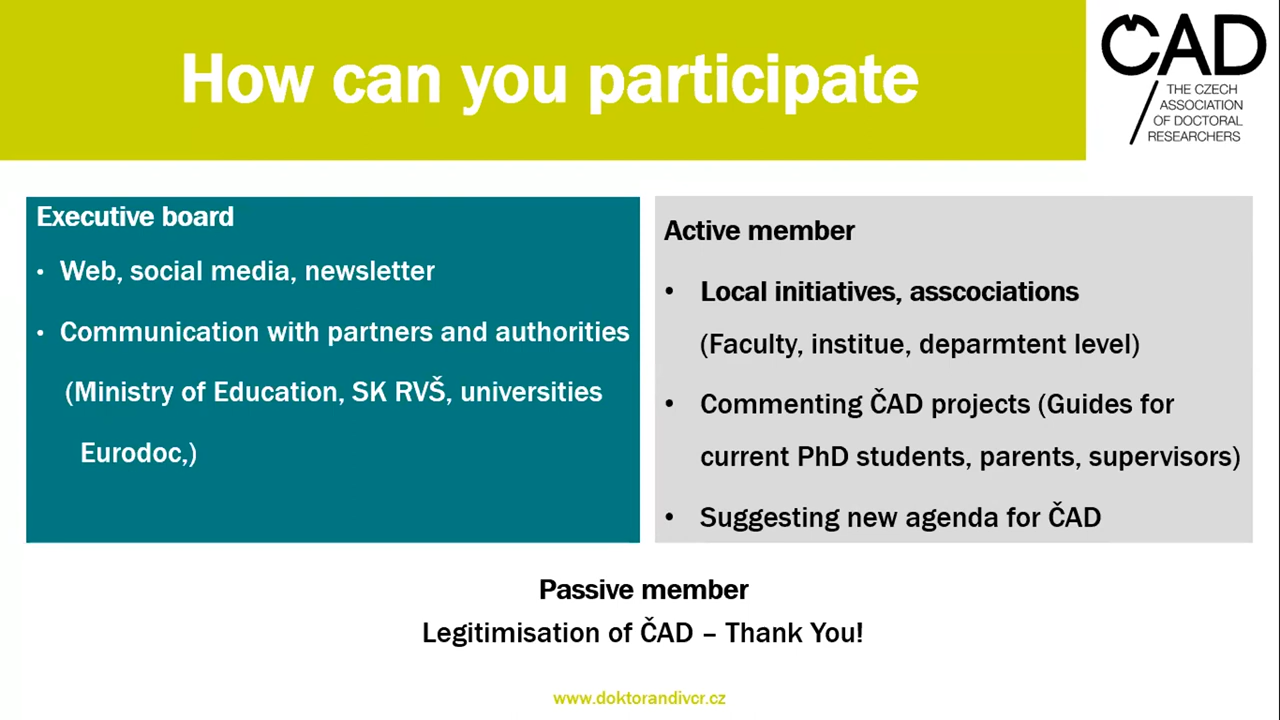 How can you participate
ČAD
THE CZECH
ASSOCIATION
OF DOCTORAL
RESEARCHERS
Executive board
• Web, social media, newsletter
• Communication with partners and authorities
(Ministry of Education, SK RVŠ, universities
Eurodoc,)
Active member
• Local initiatives, asscociations
(Faculty, institue, deparmtent level)
• Commenting ČAD projects (Guides for
current PhD students, parents, supervisors)
• Suggesting new agenda for ČAD
Passive member
Legitimisation of ČAD – Thank You!
www.doktorandivcr.cz